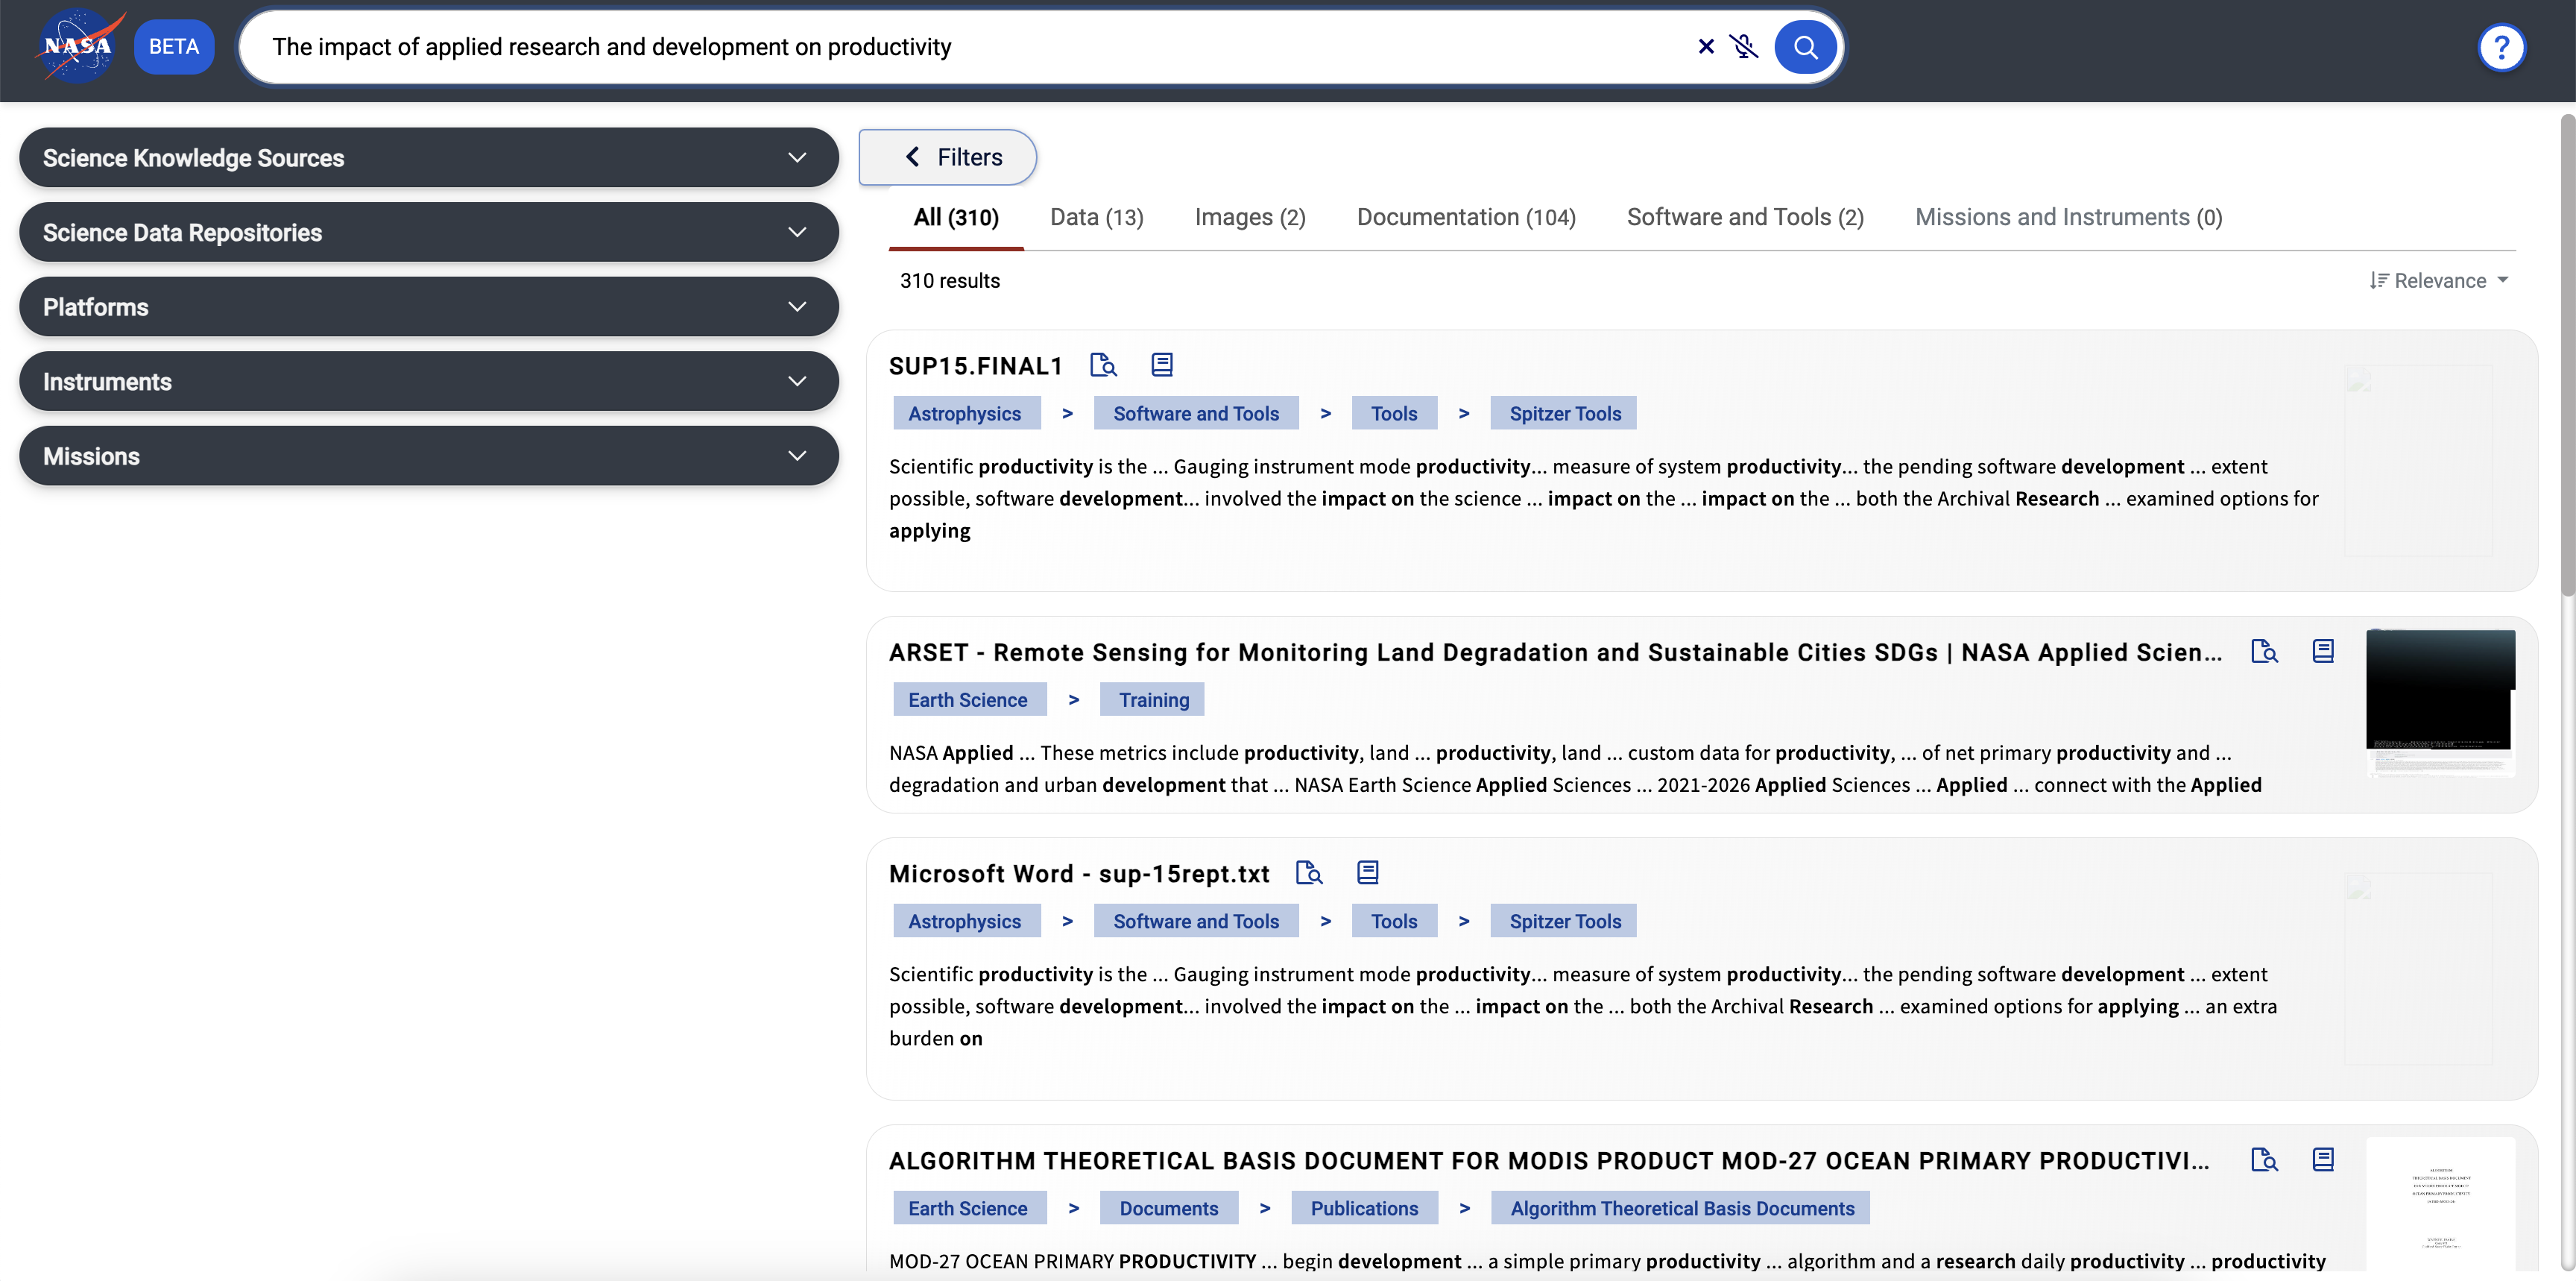 NASA
BETA
The impact of applied research and development on productivity
?
Science Knowledge Sources
Science Data Repositories
Platforms
Instruments
Missions
Filters
All (310)
Data (13)
Images (2)
Documentation (104)
Software and Tools (2)
Missions and Instruments (0)
310 results
Relevance
SUP15.FINAL1
Astrophysics > Software and Tools > Tools > Spitzer Tools
Scientific productivity is the ... Gauging instrument mode productivity... measure of system productivity... the pending software development ... extent
possible, software development... involved the impact on the science ... impact on the ... impact on the ... both the Archival Research ... examined options for
applying
ARSET - Remote Sensing for Monitoring Land Degradation and Sustainable Cities SDGs | NASA Applied Scien...
Earth Science > Training
NASA Applied ... These metrics include productivity, land ... productivity, land ... custom data for productivity, ... of net primary productivity and ...
degradation and urban development that ... NASA Earth Science Applied Sciences ... 2021-2026 Applied Sciences ... Applied ... connect with the Applied
Microsoft Word - sup-15rept.txt
Astrophysics > Software and Tools > Tools > Spitzer Tools
Scientific productivity is the ... Gauging instrument mode productivity... measure of system productivity... the pending software development ... extent
possible, software development... involved the impact on the ... impact on the ... both the Archival Research ... examined options for applying ... an extra
burden on
ALGORITHM THEORETICAL BASIS DOCUMENT FOR MODIS PRODUCT MOD-27 OCEAN PRIMARY PRODUCTIVI...
Earth Science > Documents > Publications > Algorithm Theoretical Basis Documents
MOD-27 OCEAN PRIMARY PRODUCTIVITY ... begin development ... a simple primary productivity ... algorithm and a research daily productivity ... productivity